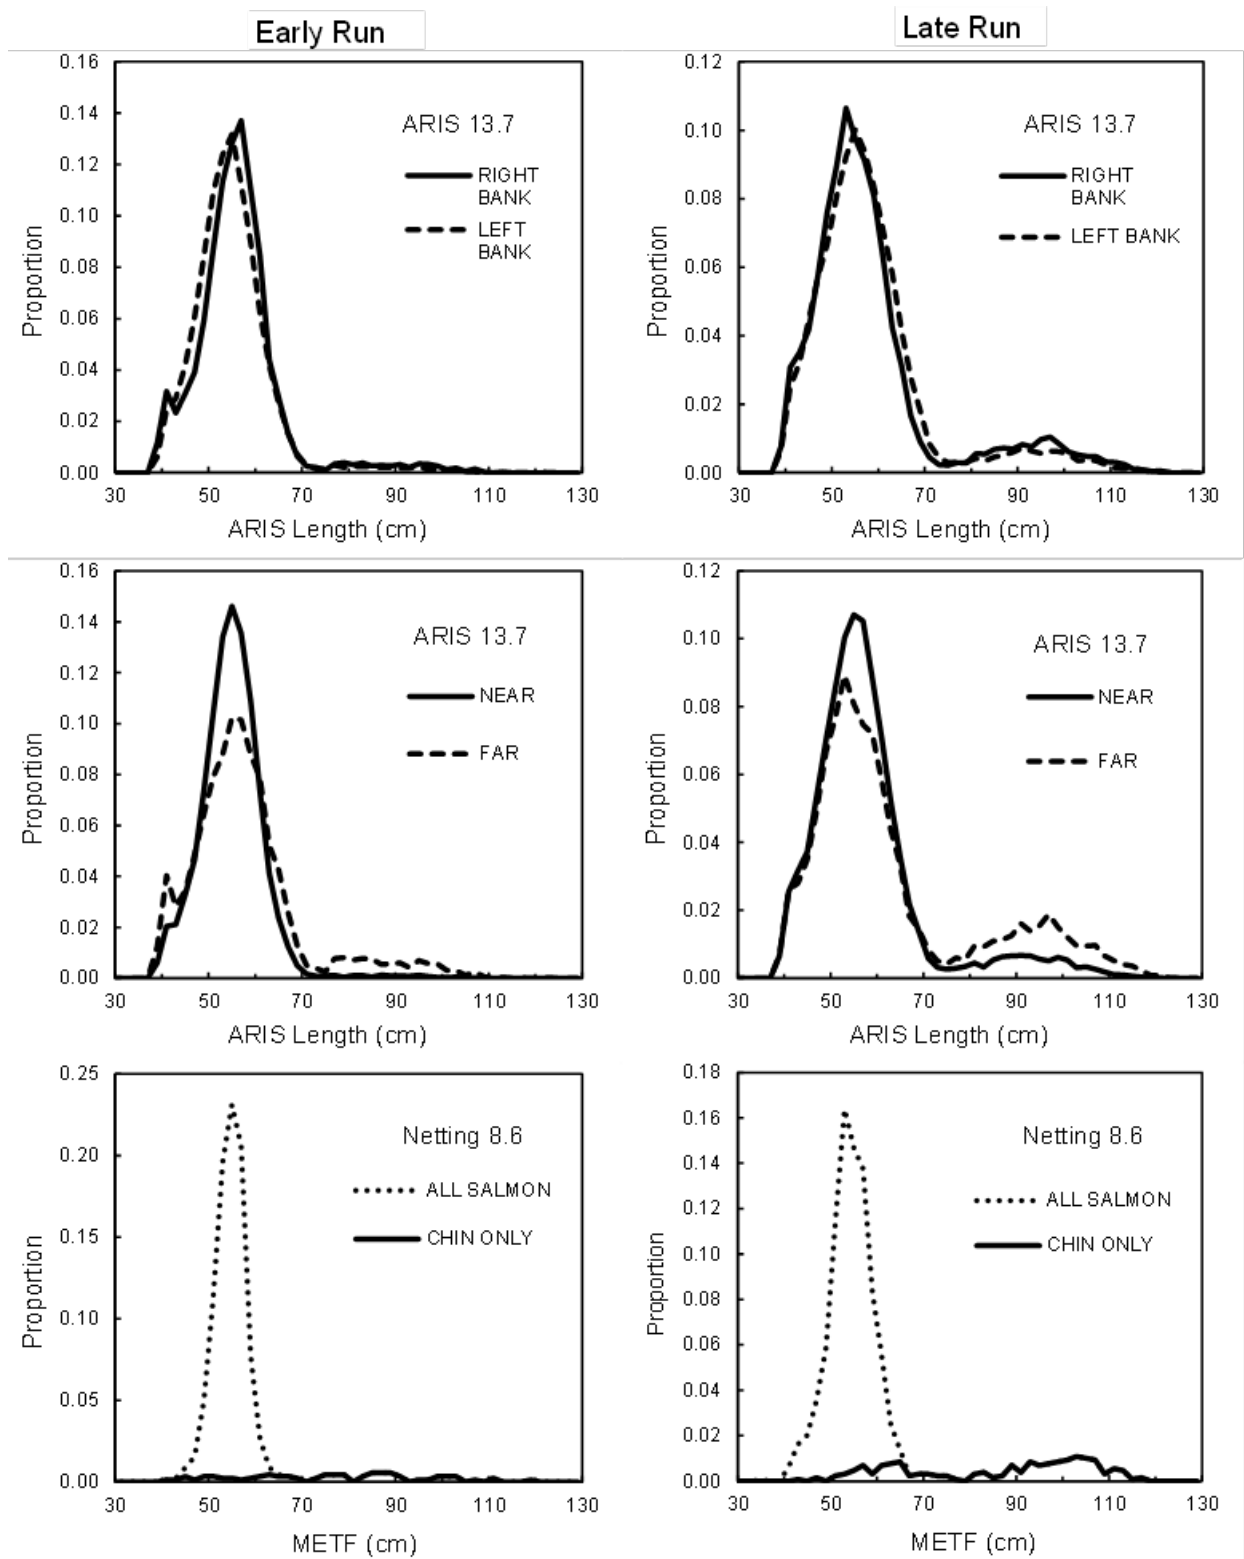 Early Run
Late Run
0.16
0.14
0.12
0.10
0.08
0.06
0.04
0.02
0.00
Proportion
ARIS 13.7
RIGHT
BANK
LEFT
BANK
30 50 70 90 110 130
ARIS Length (cm)
0.12
0.10
0.08
0.06
0.04
0.02
0.00
Proportion
ARIS 13.7
RIGHT
BANK
LEFT BANK
30 50 70 90 110 130
ARIS Length (cm)
0.16
0.14
0.12
0.10
0.08
0.06
0.04
0.02
0.00
Proportion
ARIS 13.7
NEAR
FAR
30 50 70 90 110 130
ARIS Length (cm)
0.12
0.10
0.08
0.06
0.04
0.02
0.00
Proportion
ARIS 13.7
NEAR
FAR
30 50 70 90 110 130
ARIS Length (cm)
0.25
0.20
0.15
0.10
0.05
0.00
Proportion
Netting 8.6
ALL SALMON
CHIN ONLY
30 50 70 90 110 130
METF (cm)
0.18
0.16
0.14
0.12
0.10
0.08
0.06
0.04
0.02
0.00
Proportion
Netting 8.6
ALL SALMON
CHIN ONLY
30 50 70 90 110 130
METF (cm)